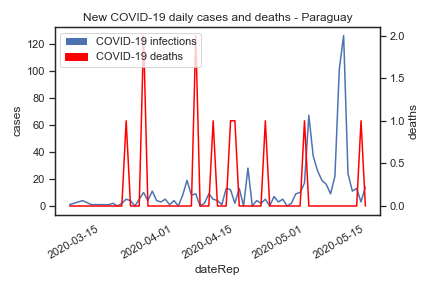 New COVID-19 daily cases and deaths - Paraguay
COVID-19 infections
COVID-19 deaths
cases
120
100
80
60
40
20
0
deaths
2.0
1.5
1.0
0.5
0.0
2020-03-15
2020-04-01
2020-04-15
2020-05-01
2020-05-15
dateRep